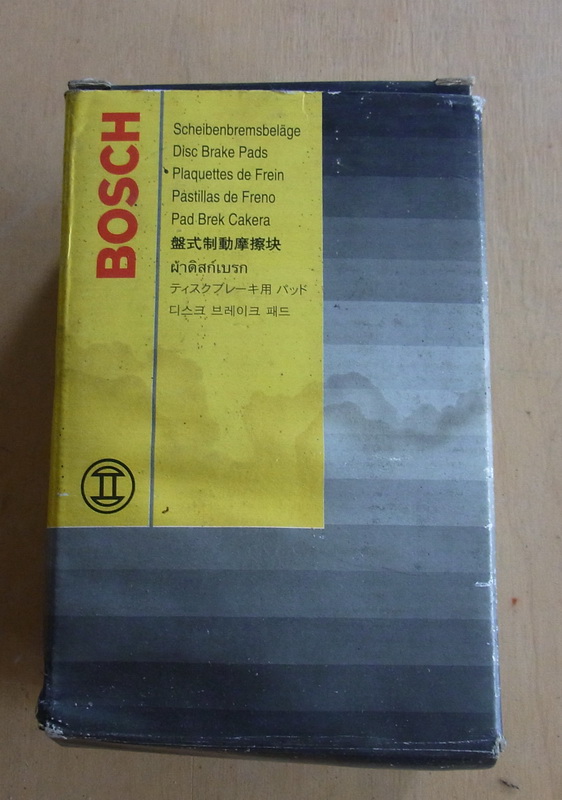 BOSCH
Scheibenbremsbeläge
Disc Brake Pads
Plaquettes de Frein
Pastillas de Freno
Pad Brek Cakera
盤式制動摩擦块
ผ้าดิสก์เบรก
ディスクブレーキ用 パッド
디스크 브레이크 패드